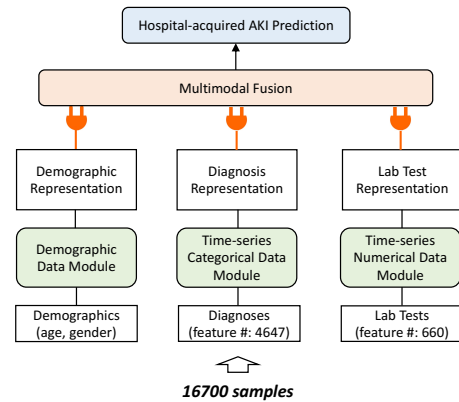 Hospital-acquired AKI Prediction
Multimodal Fusion
Demographic
Representation
Diagnosis
Representation
Lab Test
Representation
Demographic
Data Module
Time-series
Categorical Data
Module
Time-series
Numerical Data
Module
Demographics
(age, gender)
Diagnoses
(feature #: 4647)
Lab Tests
(feature #: 660)
16700 samples